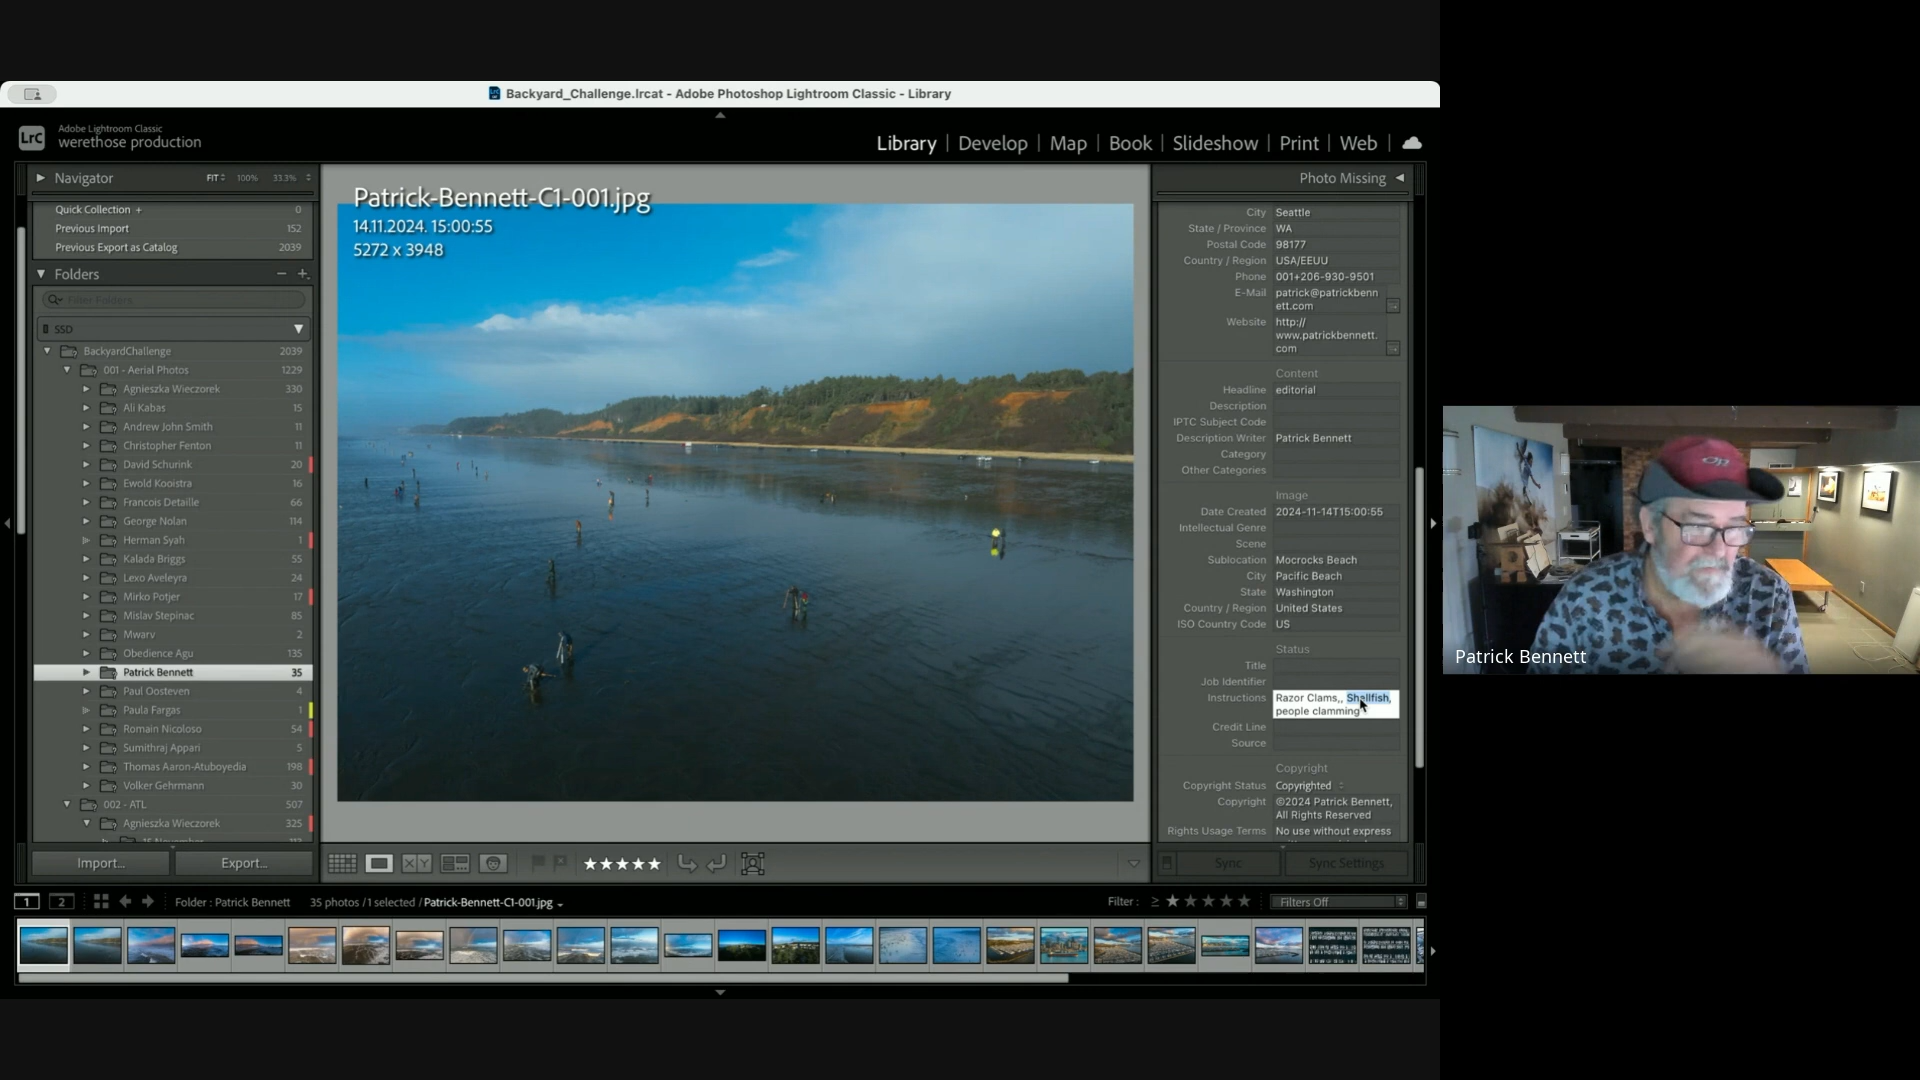 Backyard_Challenge.lrcat - Adobe Photoshop Lightroom Classic - Library
LrC
Adobe Lightroom Classic
werethose production
Library | Develop | Map | Book | Slideshow | Print | Web |
Navigator FIT 100% 33.3%
Quick Collection + 0
Previous Import 152
Previous Export as Catalog 2039
Folders
Filter Folders
SSD
BackyardChallenge 2039
001 - Aerial Photos 1229
Agnieszka Wieczorek 330
Ali Kabas 15
Andrew John Smith 11
Christopher Fenton 11
David Schurink 20
Ewold Kooistra 16
Francois Detaille 66
George Nolan 114
Herman Syah 1
Kalada Briggs 55
Lexo Aveleyra 24
Mirko Potjer 17
Mislav Stepinac 85
Mwarv 2
Obedience Agu 135
Patrick Bennett 35
Paul Oosteven 4
Paula Fargas 1
Romain Nicoloso 54
Sumithraj Appari 5
Thomas Aaron-Atuboyedia 198
Volker Gehrmann 30
002 - ATL 507
Agnieszka Wieczorek 325
Import...
Export...
Patrick-Bennett-C1-001.jpg
14.11.2024. 15:00:55
5272 x 3948
Photo Missing
City Seattle
State / Province WA
Postal Code 98177
Country / Region USA/EEUU
Phone 001+206-930-9501
E-Mail patrick@patrickbenn
ett.com
Website http://
www.patrickbennett.
com
Content
Headline editorial
Description
IPTC Subject Code
Description Writer Patrick Bennett
Category
Other Categories
Image
Date Created 2024-11-14T15:00:55
Intellectual Genre
Scene
Sublocation Mocrocks Beach
City Pacific Beach
State Washington
Country / Region United States
ISO Country Code US
Status
Title
Job Identifier
Instructions Razor Clams,, Shellfish,
people clamming
Credit Line
Source
Copyright
Copyright Status Copyrighted
Copyright ©2024 Patrick Bennett,
All Rights Reserved
Rights Usage Terms No use without express
Sync
Sync Settings
XY
1 2 Folder : Patrick Bennett 35 photos / 1 selected / Patrick-Bennett-C1-001.jpg
Filter : ≥ Filters Off
Patrick Bennett